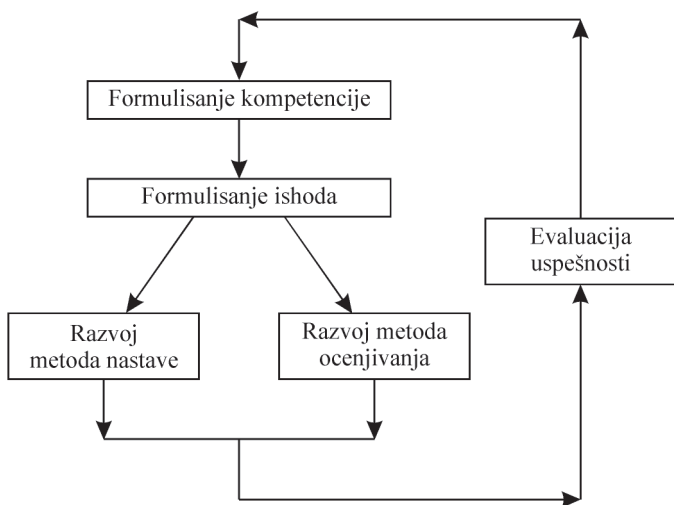 Formulisanje kompetencije
Formulisanje ishoda
Evaluacija
uspešnosti
Razvoj
metoda nastave
Razvoj metoda
ocenjivanja